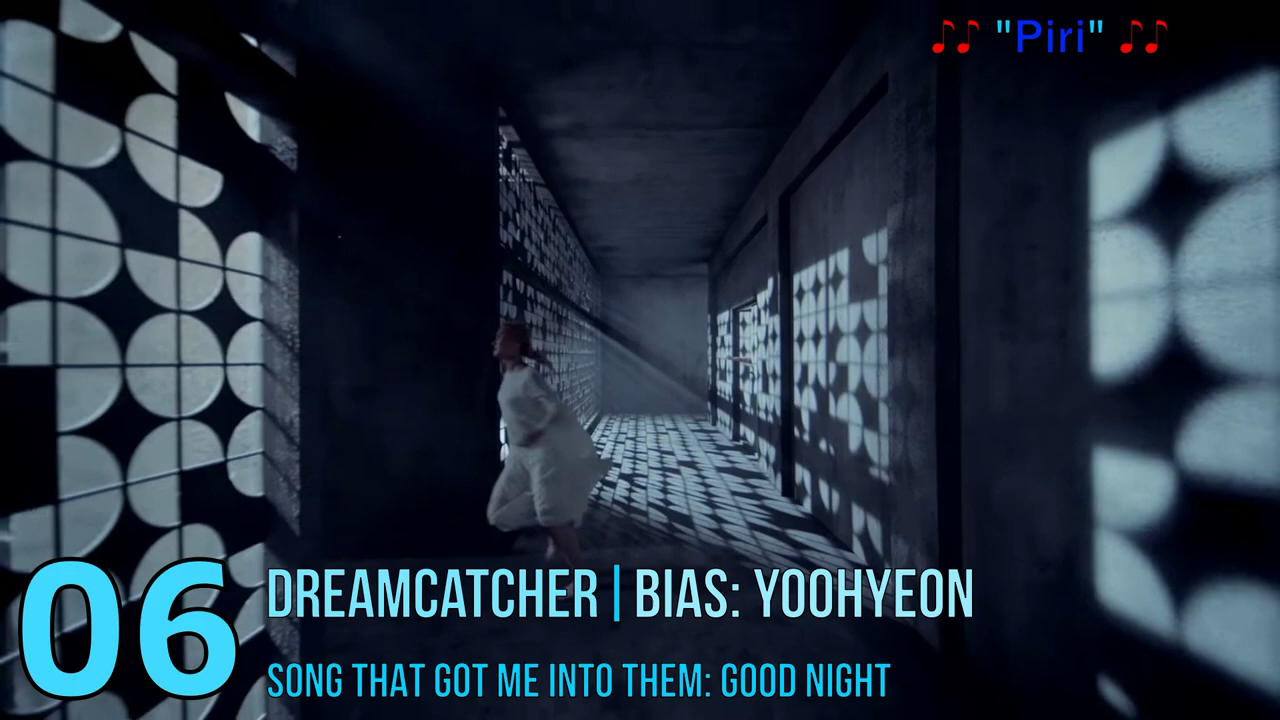 ♪♪ "Piri" ♪♪
06
DREAMCATCHER | BIAS: YOOHYEON
SONG THAT GOT ME INTO THEM: GOOD NIGHT